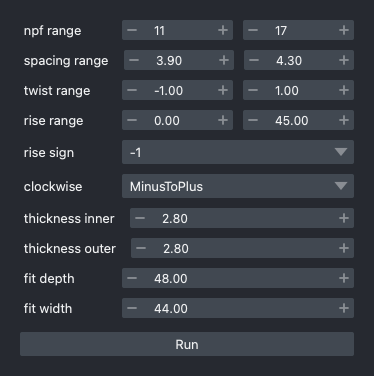 npf range − 11 + − 17 +
spacing range − 3.90 + − 4.30 +
twist range − -1.00 + − 1.00 +
rise range − 0.00 + − 45.00 +
rise sign -1
clockwise MinusToPlus
thickness inner − 2.80 +
thickness outer − 2.80 +
fit depth − 48.00 +
fit width − 44.00 +
Run